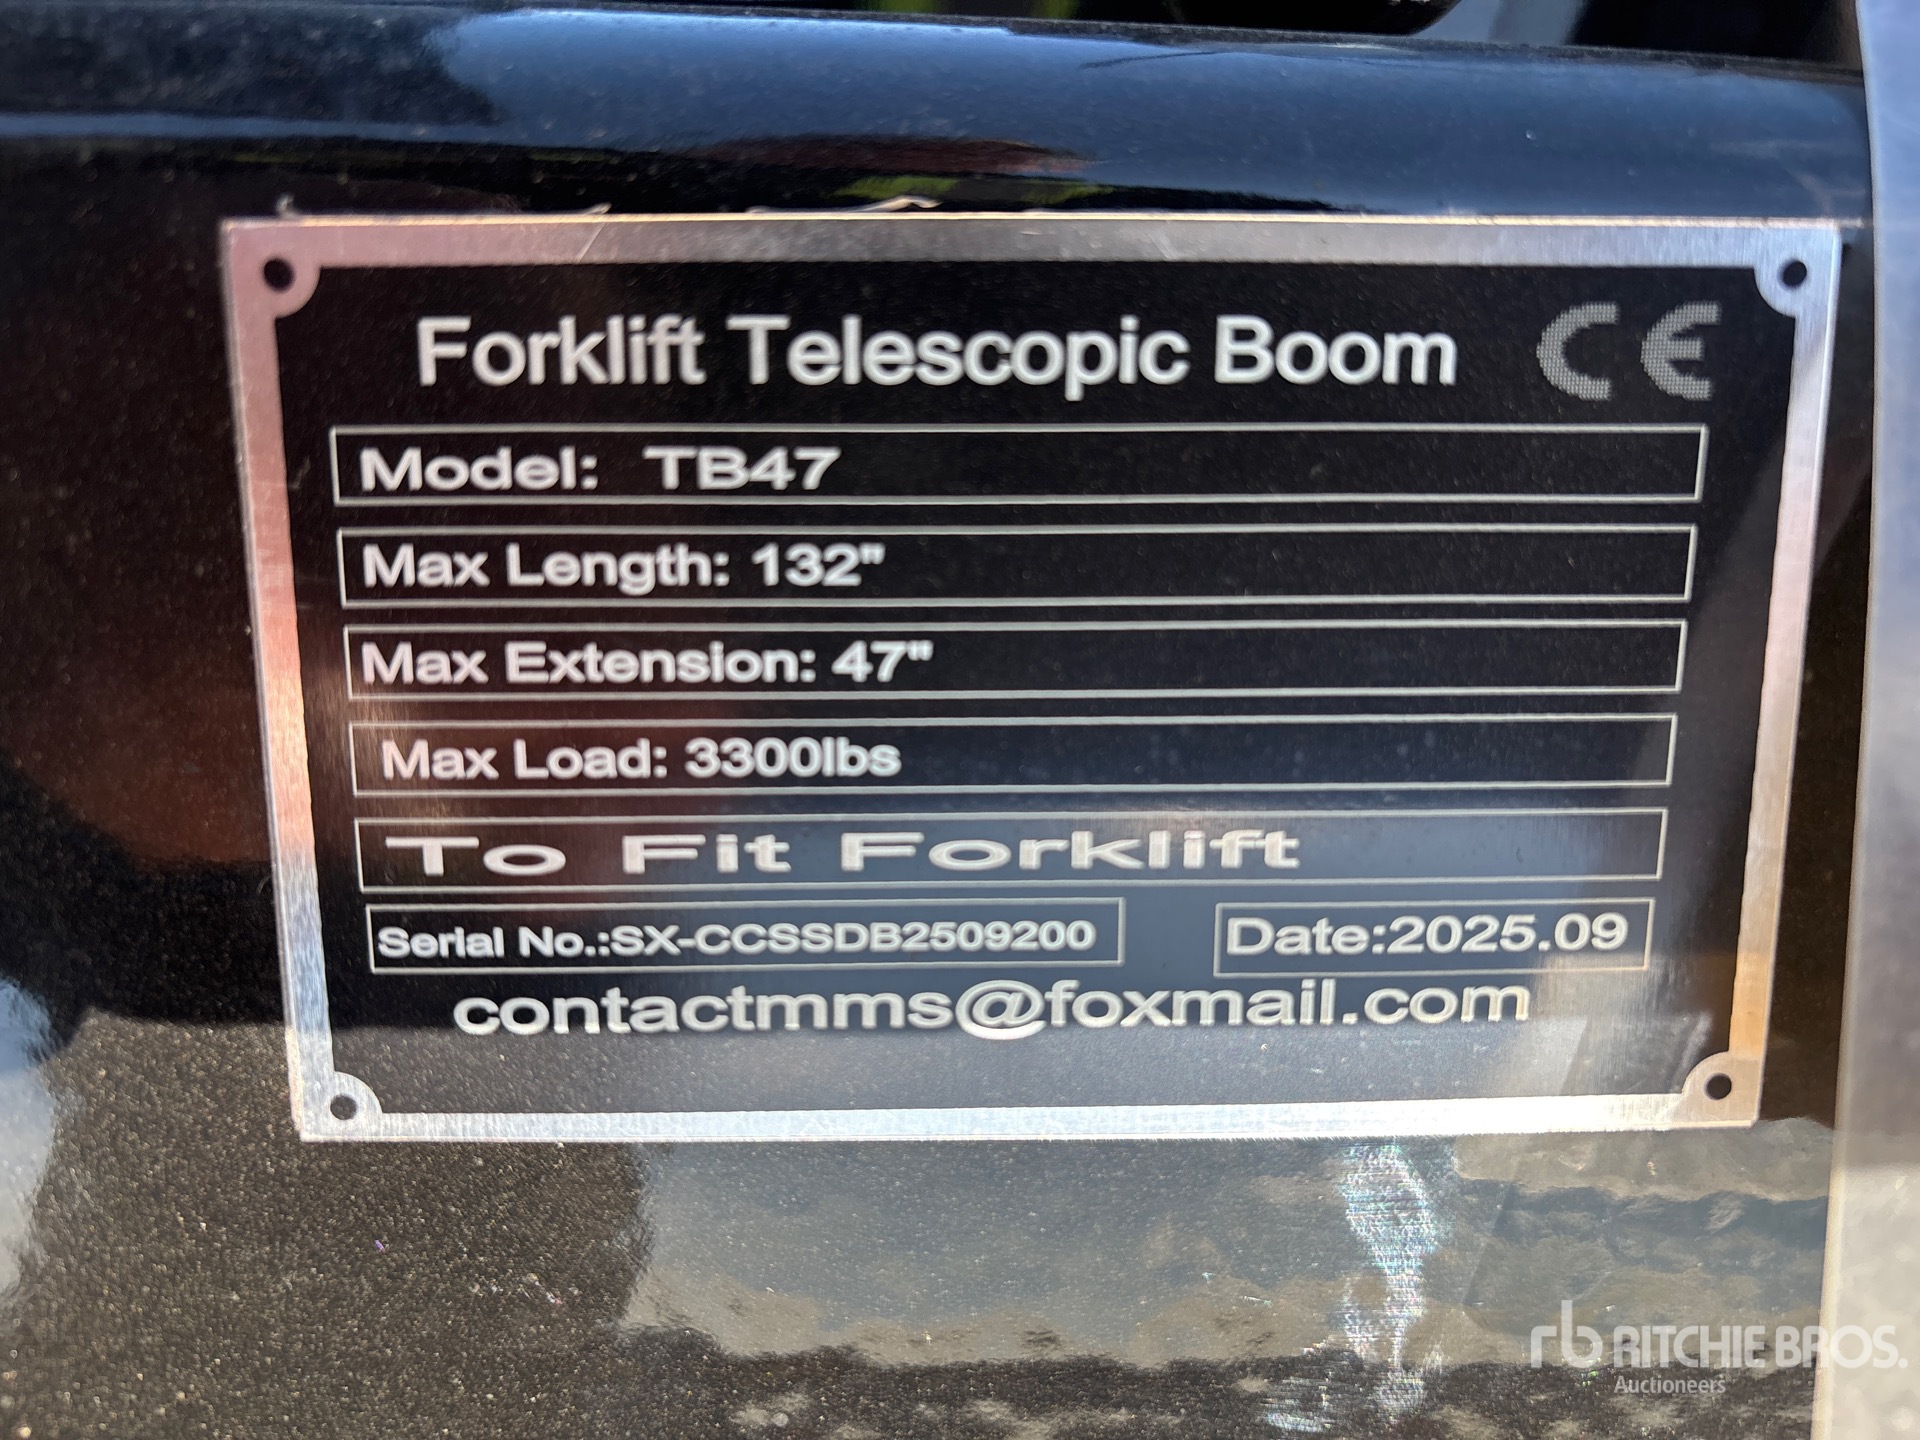 Forklift Telescopic Boom CE
Model: TB47
Max Length: 132"
Max Extension: 47"
Max Load: 3300lbs
To Fit Forklift
Serial No.:SX-CCSSDB2509200 Date:2025.09
contactmms@foxmail.com
rb RITCHIE BROS.
Auctioneers